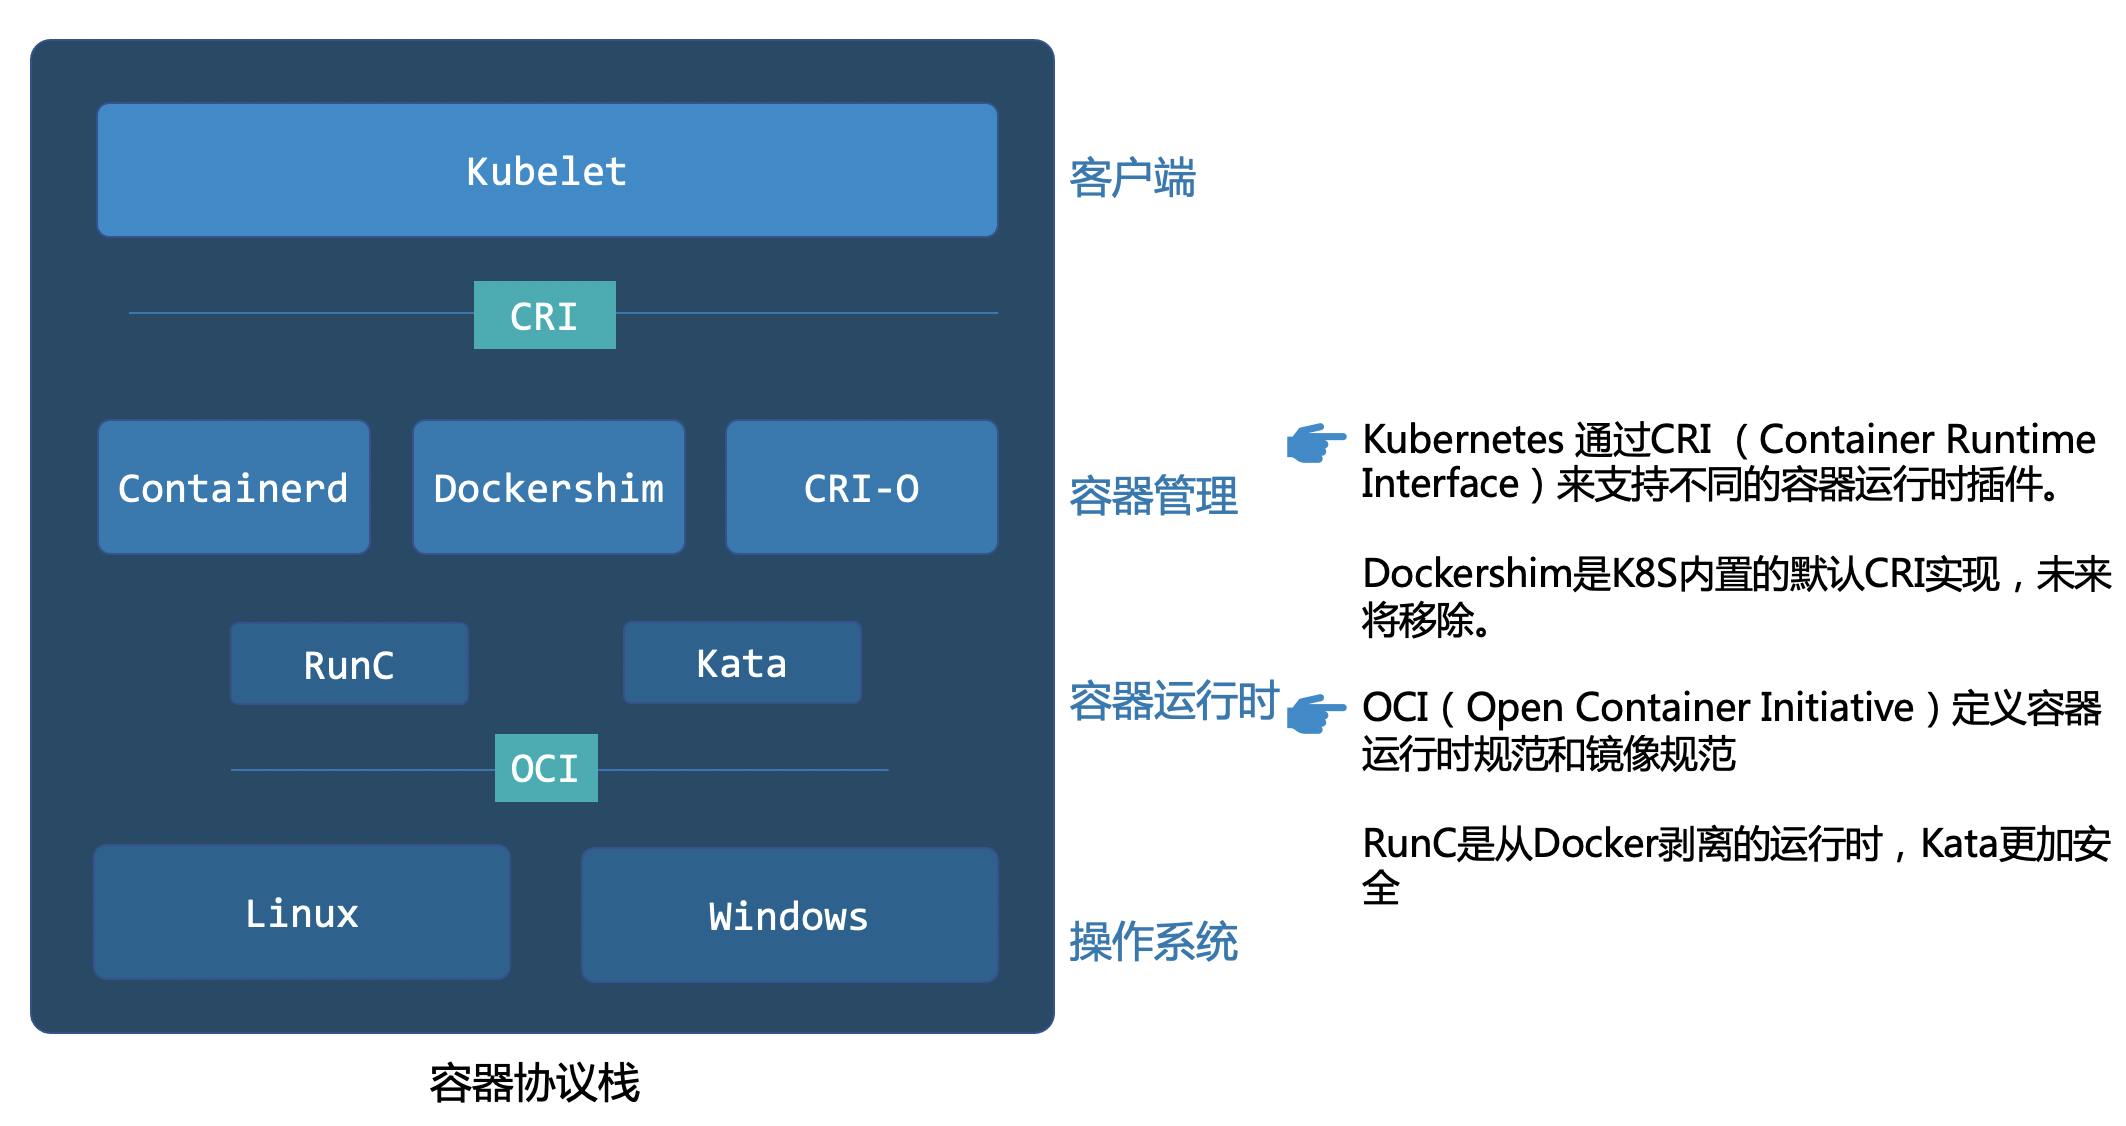 Kubelet
客户端
CRI
Containerd
Dockershim
CRI-O
容器管理
Kubernetes 通过CRI （Container Runtime
Interface）来支持不同的容器运行时插件。
Dockershim是K8S内置的默认CRI实现，未来
将移除。
RunC
Kata
容器运行时
OCI（Open Container Initiative）定义容器
运行时规范和镜像规范
OCI
RunC是从Docker剥离的运行时，Kata更加安
全
Linux
Windows
操作系统
容器协议栈